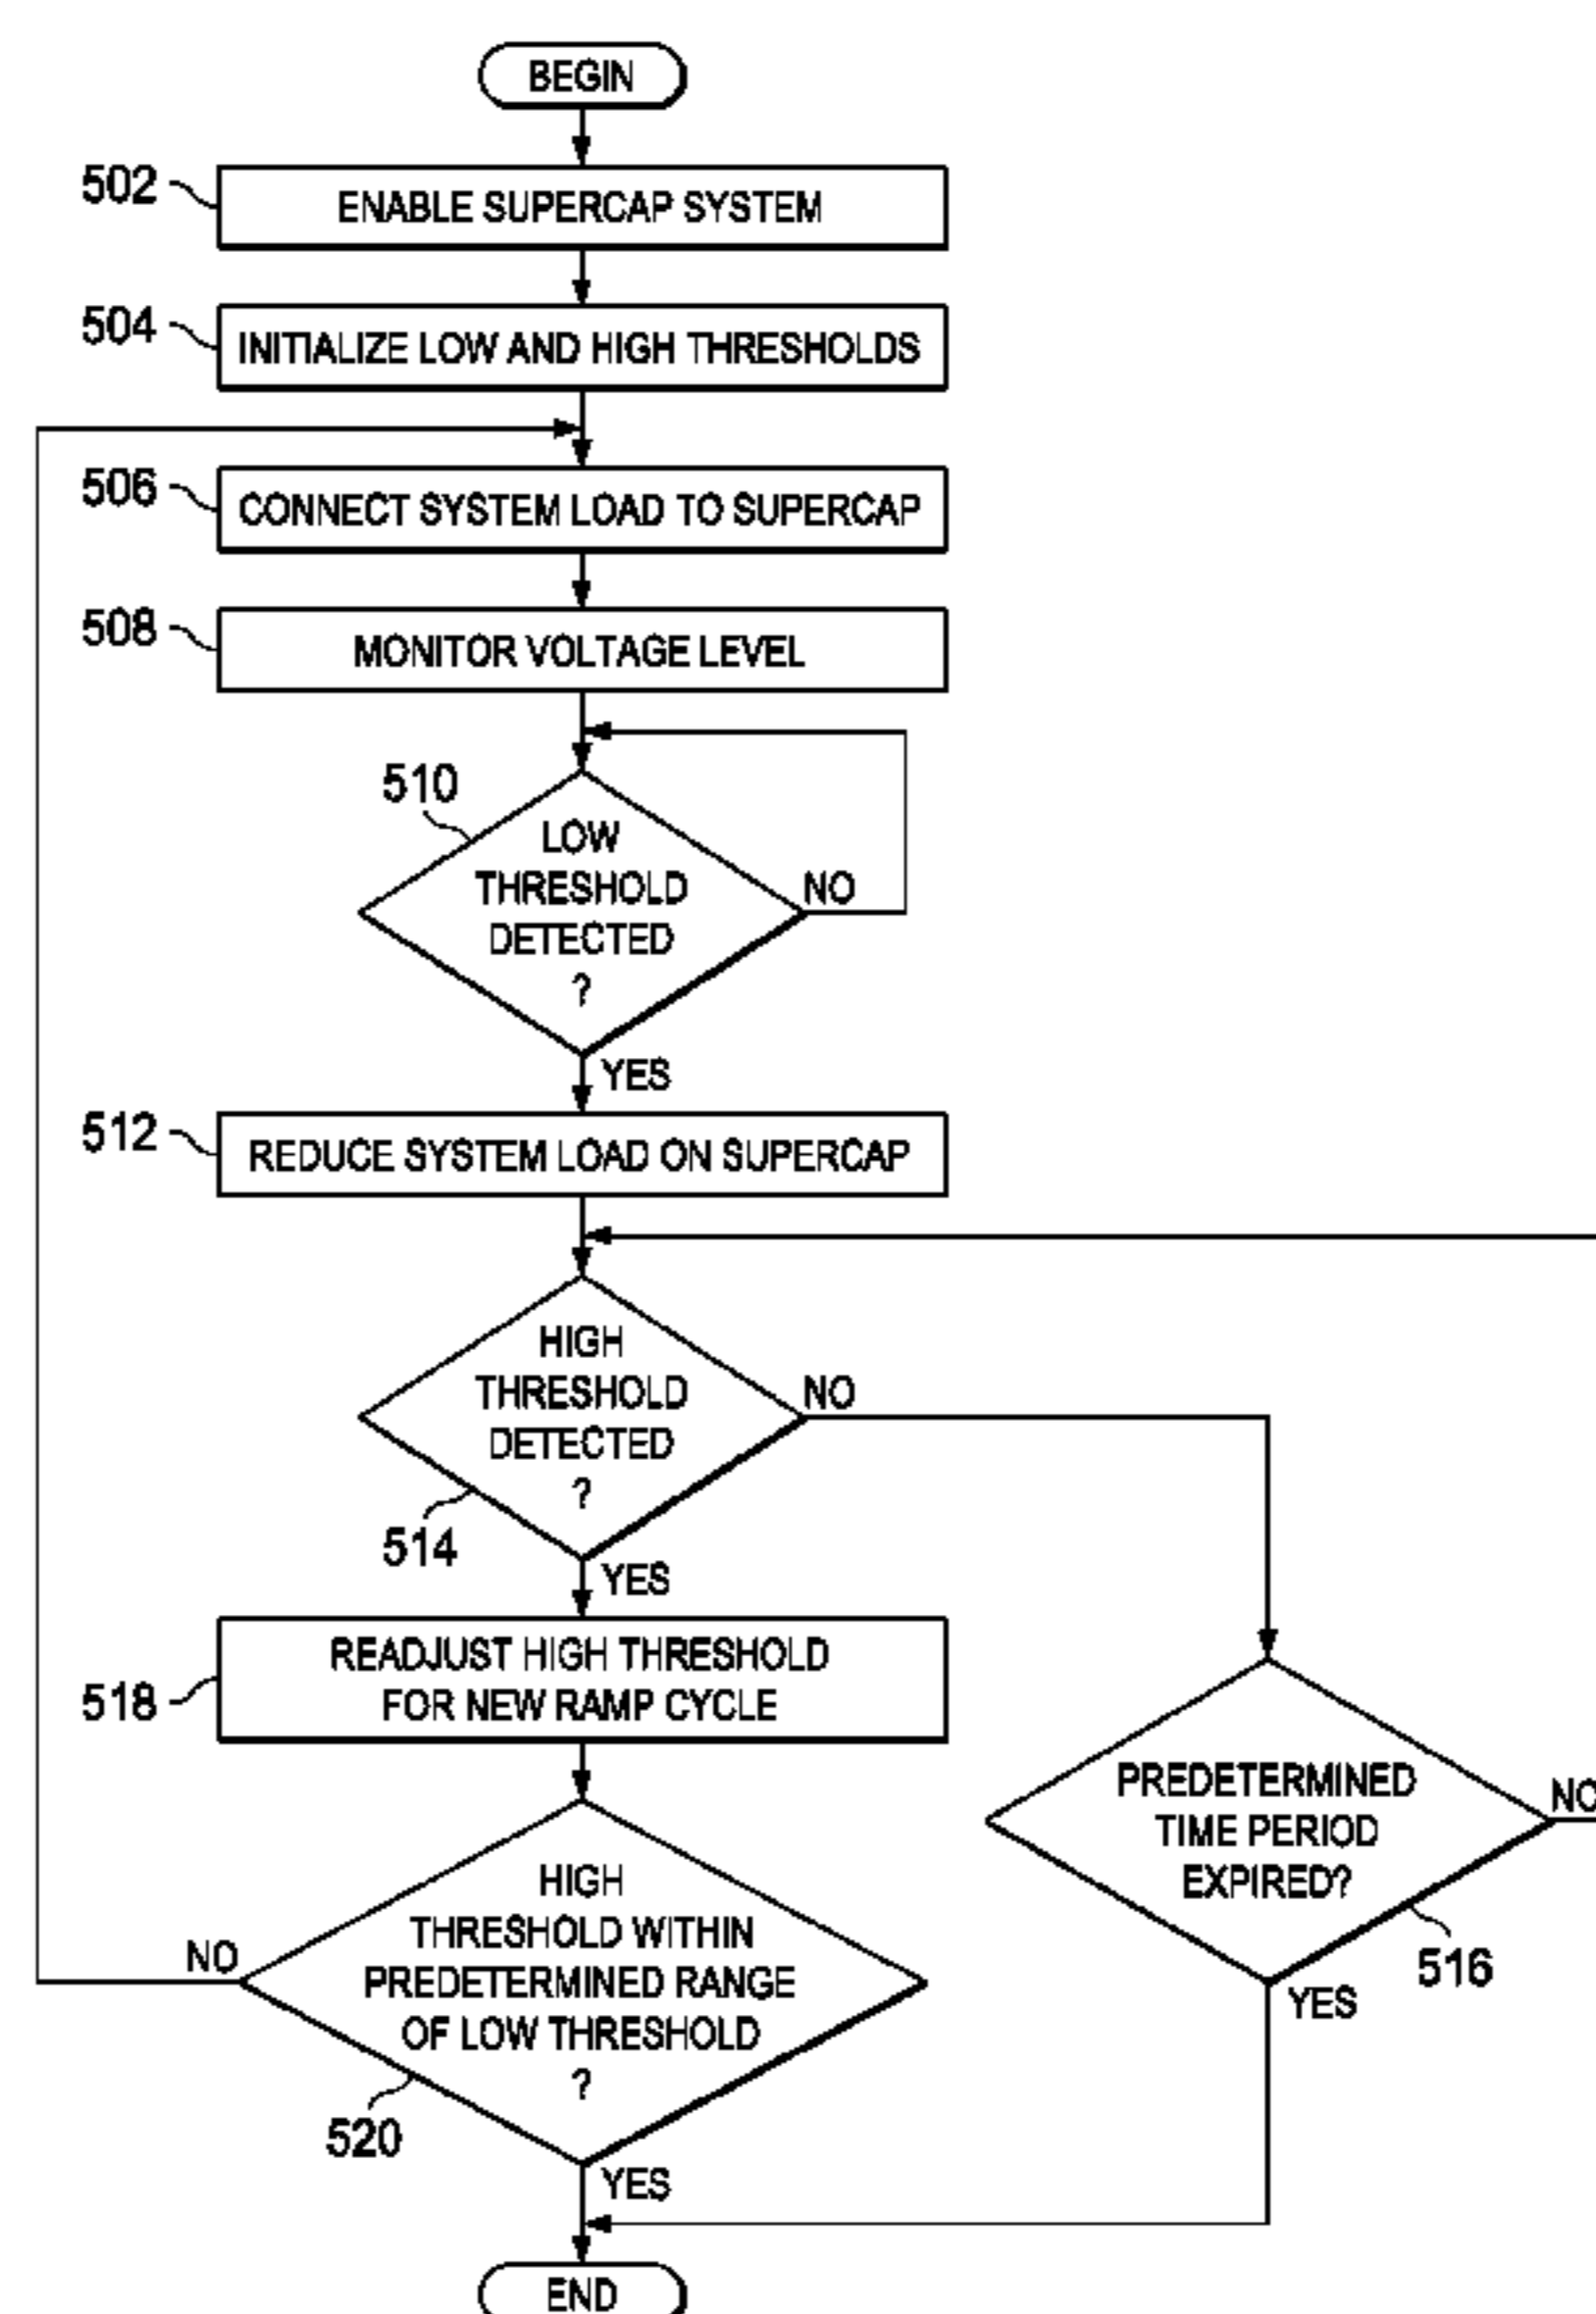 BEGIN
502
ENABLE SUPERCAP SYSTEM
504
INITIALIZE LOW AND HIGH THRESHOLDS
506
CONNECT SYSTEM LOAD TO SUPERCAP
508
MONITOR VOLTAGE LEVEL
510
LOW
THRESHOLD
DETECTED
?
NO
YES
512
REDUCE SYSTEM LOAD ON SUPERCAP
HIGH
THRESHOLD
DETECTED
?
NO
514
YES
518
READJUST HIGH THRESHOLD
FOR NEW RAMP CYCLE
PREDETERMINED
TIME PERIOD
EXPIRED?
NO
516
YES
HIGH
THRESHOLD WITHIN
PREDETERMINED RANGE
OF LOW THRESHOLD
?
NO
520
YES
END